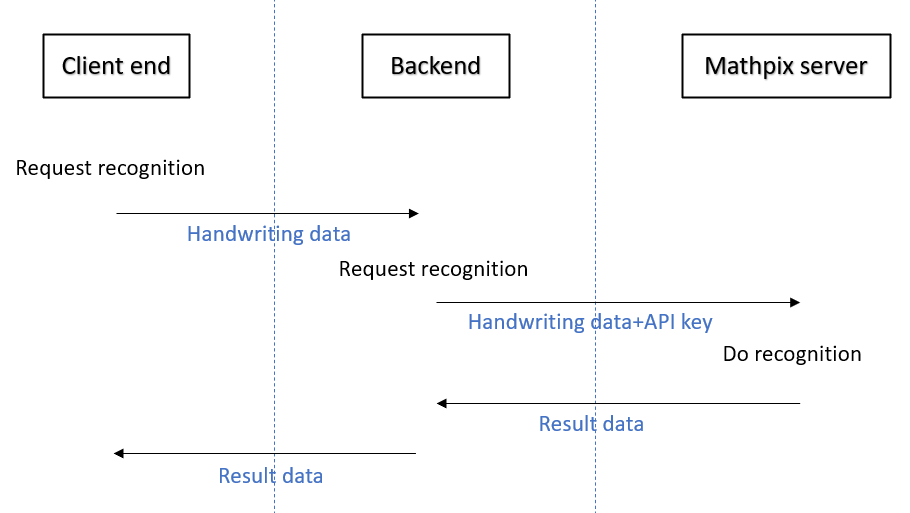 Client end
Backend
Mathpix server
Request recognition
Handwriting data
Request recognition
Handwriting data+API key
Do recognition
Result data
Result data